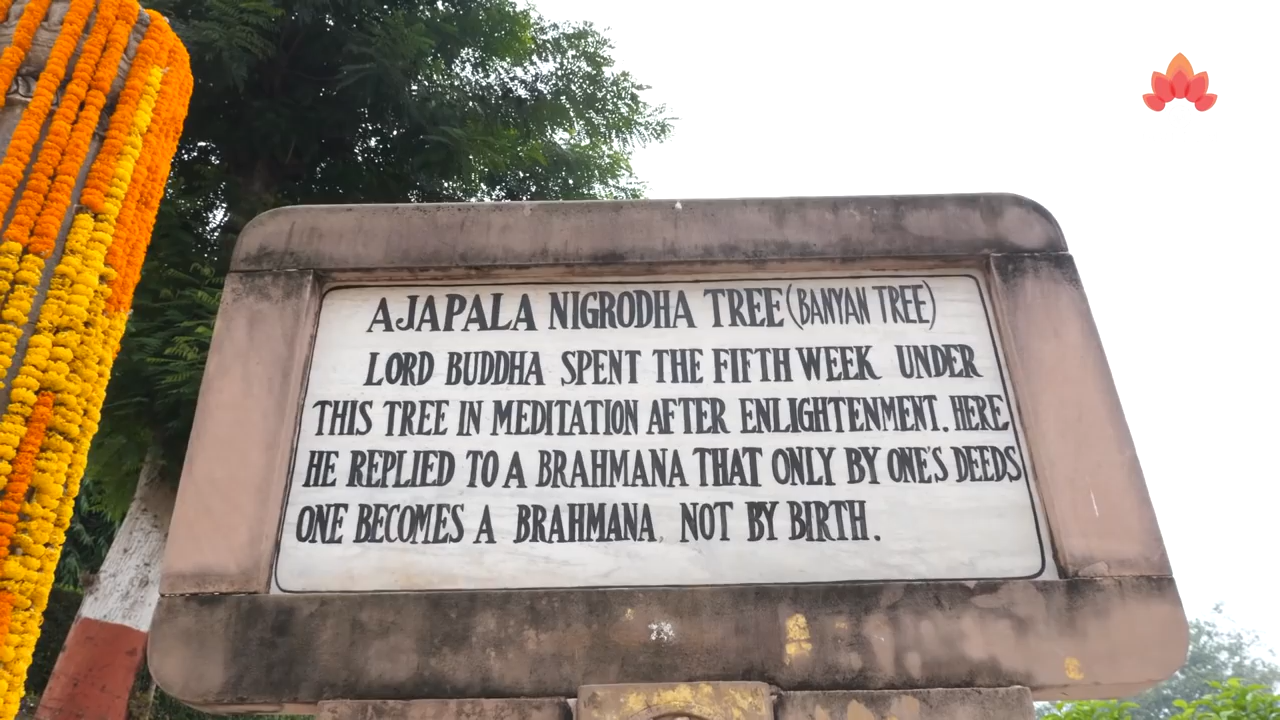 AJAPALA NIGRODHA TREE (BANYAN TREE)
LORD BUDDHA SPENT THE FIFTH WEEK UNDER
THIS TREE IN MEDITATION AFTER ENLIGHTENMENT. HERE
HE REPLIED TO A BRAHMANA THAT ONLY BY ONE'S DEEDS
ONE BECOMES A BRAHMANA, NOT BY BIRTH.